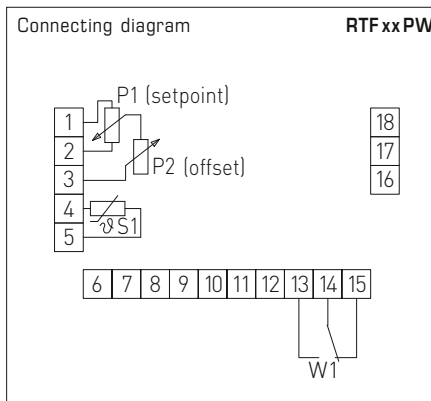 Connecting diagram RTF xx PW
P1 (setpoint)
1
2
3
4
5
P2 (offset)
ϑ S1
18
17
16
6 7 8 9 10 11 12 13 14 15
W1